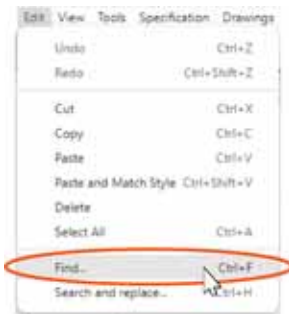 Edit View Tools Specification Drawings
Undo Ctrl+Z
Redo Ctrl+Shift+Z
Cut Ctrl+X
Copy Ctrl+C
Paste Ctrl+V
Paste and Match Style Ctrl+Shift+V
Delete
Select All Ctrl+A
Find... Ctrl+F
Search and replace... Ctrl+H